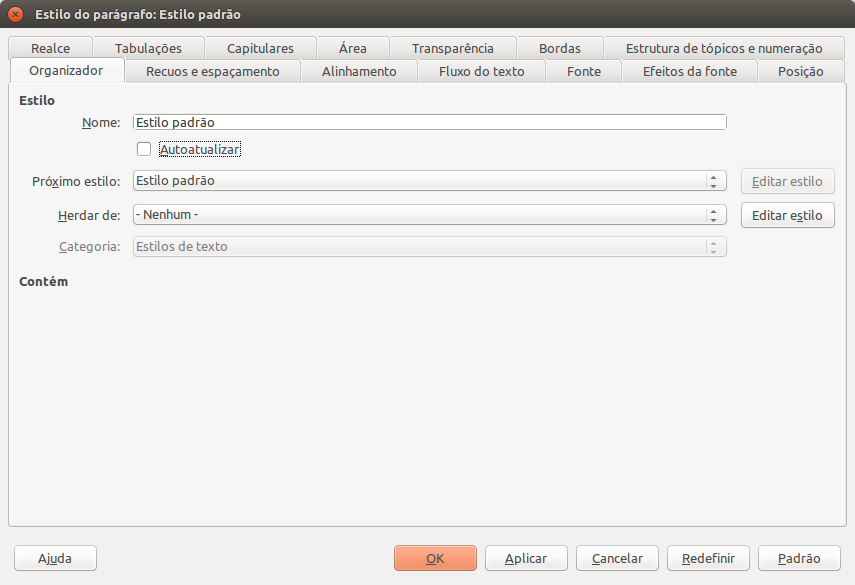 Estilo do parágrafo: Estilo padrão
Realce Tabulações Capitulares Área Transparência Bordas Estrutura de tópicos e numeração
Organizador Recuos e espaçamento Alinhamento Fluxo do texto Fonte Efeitos da fonte Posição
Estilo
Nome: Estilo padrão
Autoatualizar
Próximo estilo: Estilo padrão Editar estilo
Herdar de: - Nenhum - Editar estilo
Categoria: Estilos de texto
Contém
Ajuda OK Aplicar Cancelar Redefinir Padrão